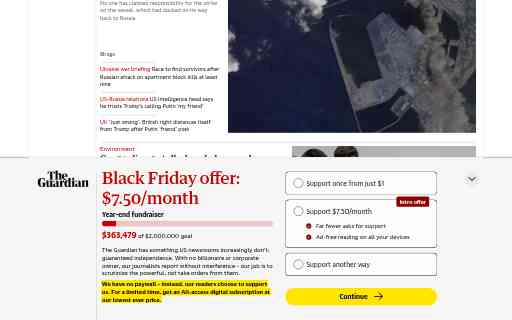 No one has claimed responsibility for the strike
on the vessel, which had docked on its way
back to Russia
Blogs
Ukraine war briefing Race to find survivors after
Russian attack on apartment block kills at least
nine
US-Russia relations US intelligence head says
he trusts Trump's calling Putin 'my friend'
UK 'Just wrong': British right distances itself
from Trump after Putin 'friend' post
Environment
The
Guardian
Black Friday offer:
$7.50/month
Year-end fundraiser
$363,479 of $2,000,000 goal
The Guardian has something US newsrooms increasingly don't:
guaranteed independence. With no billionaire or corporate
owner, our journalists report without interference – our job is to
scrutinise the powerful, not take orders from them.
We have no paywall – instead, our readers choose to support
us. For a limited time, get an All-access digital subscription at
our lowest ever price.
Support once from just $1
Intro offer
Support $7.50/month
Far fewer asks for support
Ad-free reading on all your devices
Support another way
Continue